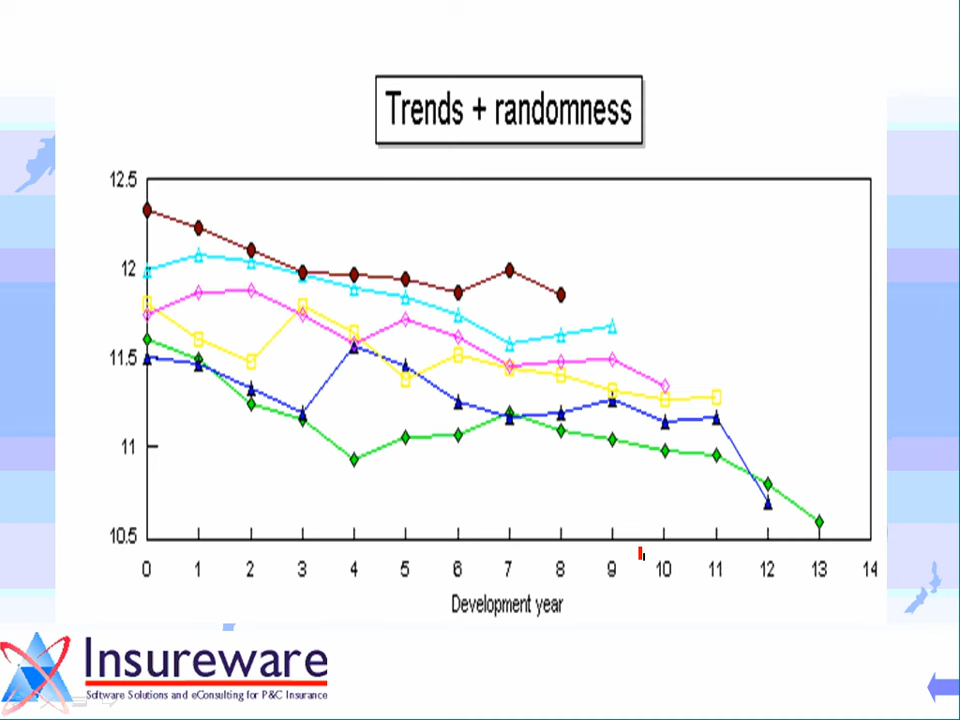 Trends + randomness
12.5
12
11.5
11
10.5
0 1 2 3 4 5 6 7 8 9 10 11 12 13 14
Development year
Insureware
Software Solutions and eConsulting for P&C Insurance